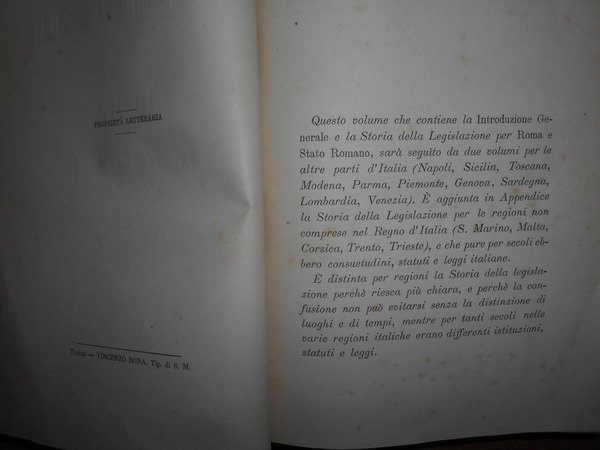 PROPRIETÀ LETTERARIA
Torino — VINCENZO BONA, Tip. di S. M.
Questo volume che contiene la Introduzione Ge-
nerale e la Storia della Legislazione per Roma e
Stato Romano, sarà seguito da due volumi per le
altre parti d'Italia (Napoli, Sicilia, Toscana,
Modena, Parma, Piemonte, Genova, Sardegna,
Lombardia, Venezia). È aggiunta in Appendice
la Storia della Legislazione per le regioni non
comprese nel Regno d'Italia (S. Marino, Malta,
Corsica, Trento, Trieste), e che pure per secoli eb-
bero consuetudini, statuti e leggi italiane.
È distinta per regioni la Storia della legisla-
zione perchè riesca più chiara, e perchè la con-
fusione non può evitarsi senza la distinzione di
luoghi e di tempi, mentre per tanti secoli nelle
varie regioni italiche erano differenti istituzioni,
statuti e leggi.